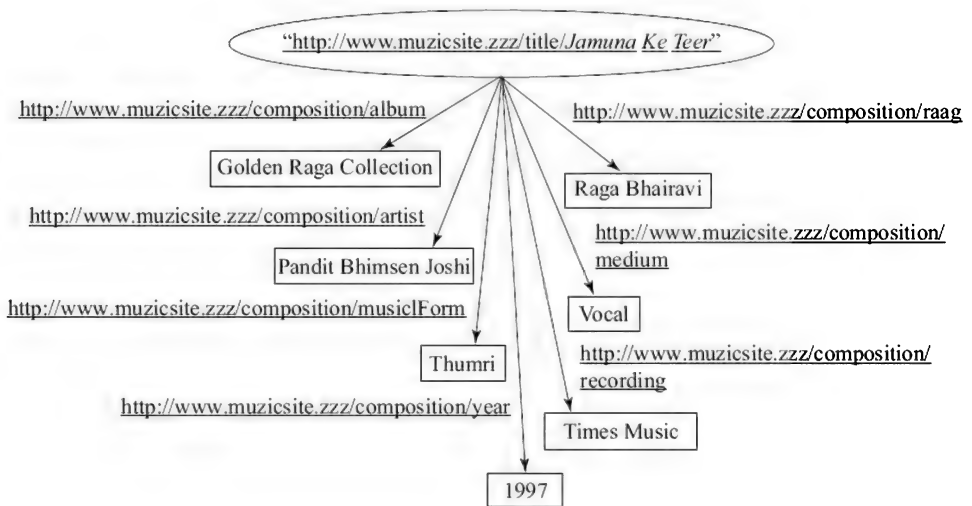 “http://www.muzicsite.zzz/title/Jamuna Ke Teer”
http://www.muzicsite.zzz/composition/album
http://www.muzicsite.zzz/composition/raag
Golden Raga Collection
Raga Bhairavi
http://www.muzicsite.zzz/composition/artist
http://www.muzicsite.zzz/composition/
medium
Pandit Bhimsen Joshi
http://www.muzicsite.zzz/composition/musiclForm
Vocal
Thumri
http://www.muzicsite.zzz/composition/
recording
http://www.muzicsite.zzz/composition/year
Times Music
1997